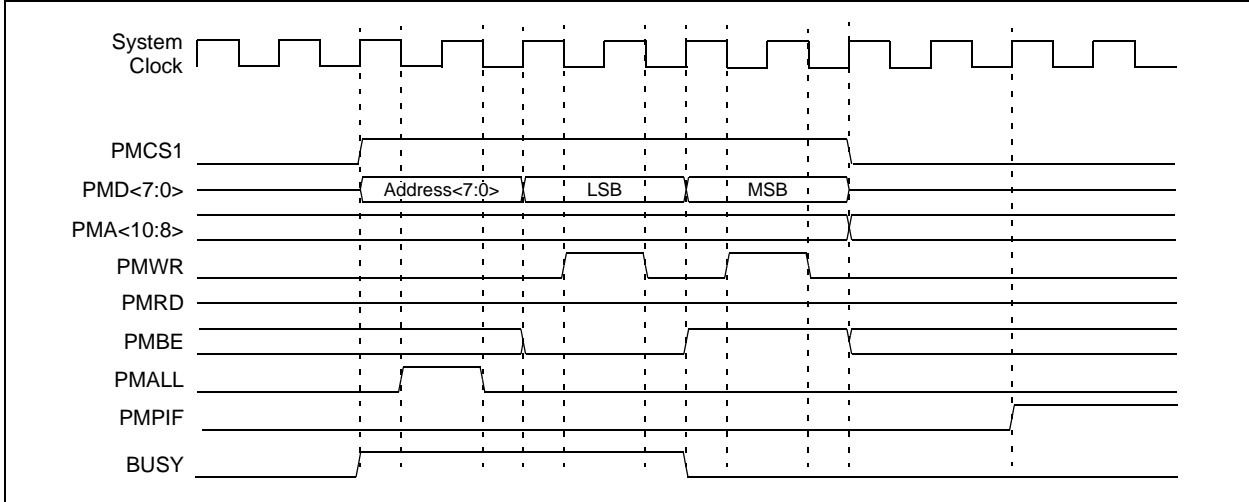 System
Clock
PMCS1
PMD<7:0>
Address<7:0>
LSB
MSB
PMA<10:8>
PMWR
PMRD
PMBE
PMALL
PMPIF
BUSY